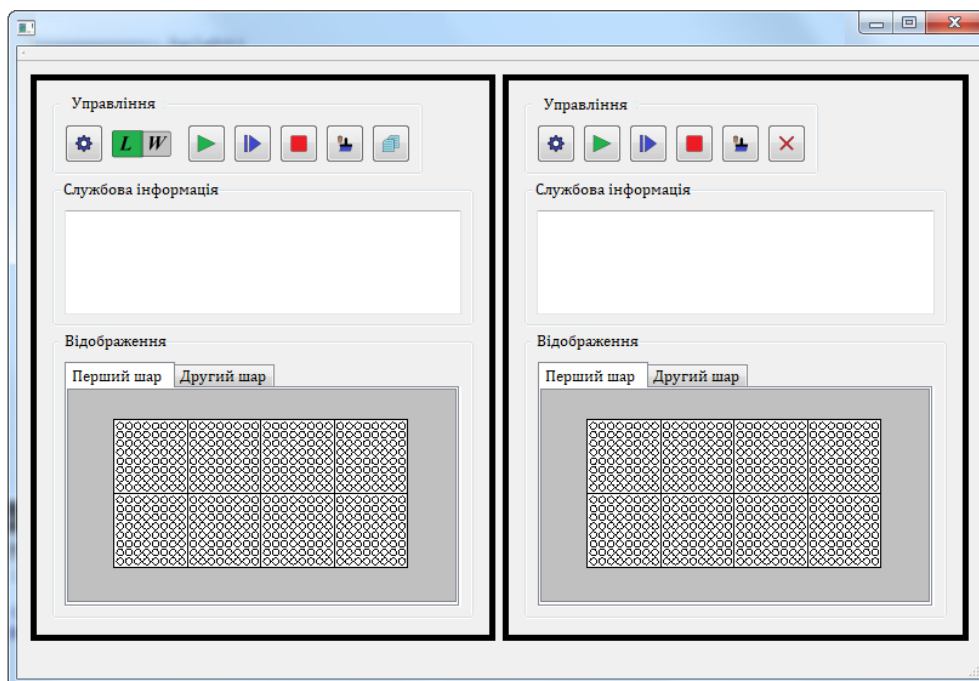 Управління
L W
Службова інформація
Відображення
Перший шар Другий шар
Управління
Службова інформація
Відображення
Перший шар Другий шар